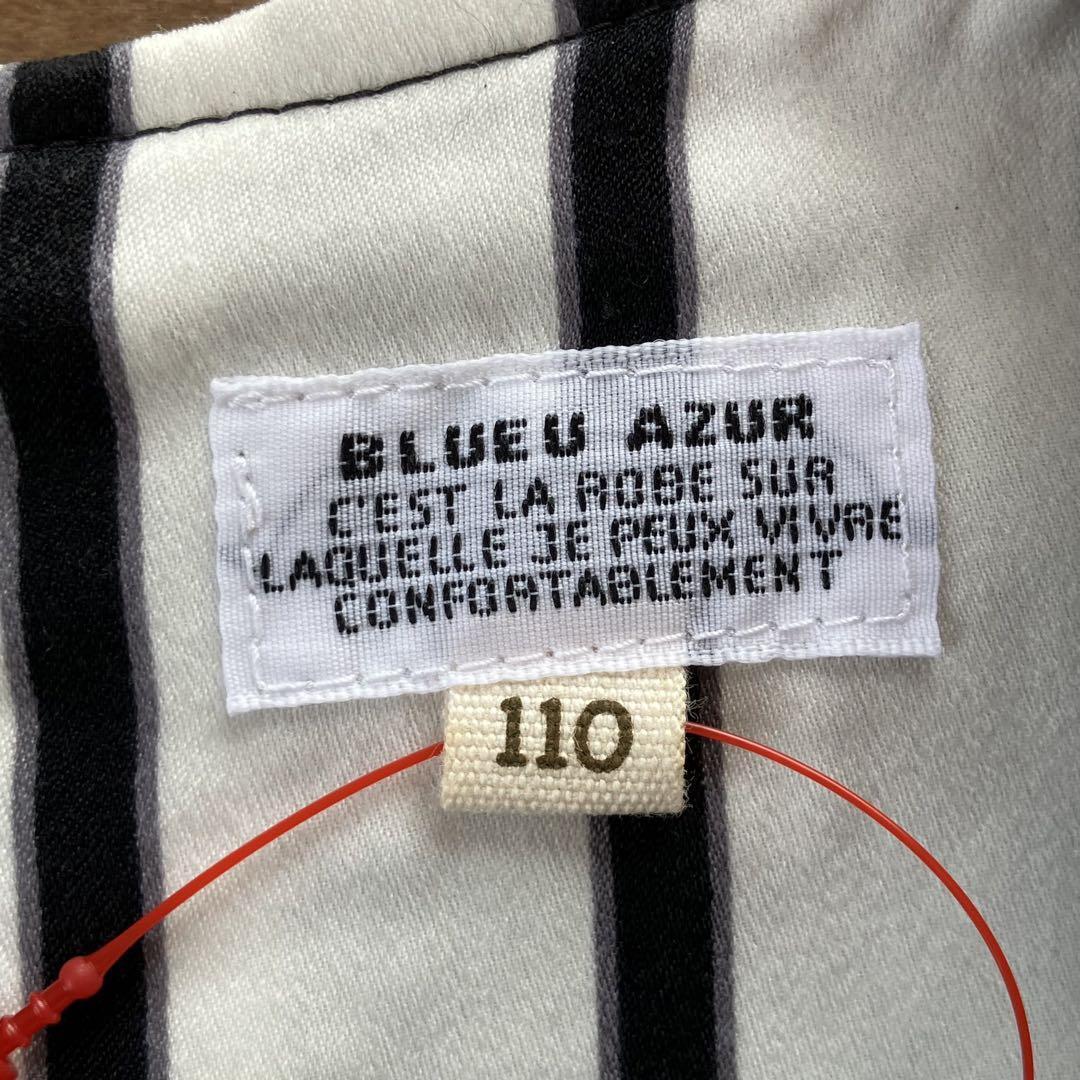 BLUEU AZUR
C'EST LA ROBE SUR
LAQUELLE JE PEUX VIVRE
CONFORTABLEMENT
110